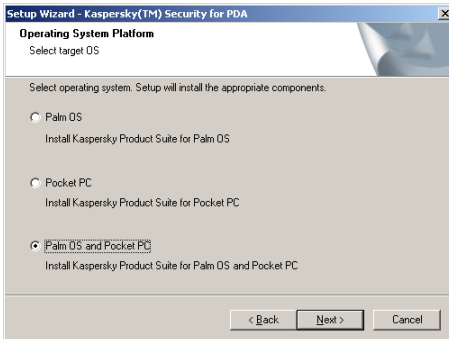 Setup Wizard - Kaspersky(TM) Security for PDA
Operating System Platform
Select target OS
Select operating system. Setup will install the appropriate components.
Palm OS
Install Kaspersky Product Suite for Palm OS
Pocket PC
Install Kaspersky Product Suite for Pocket PC
Palm OS and Pocket PC
Install Kaspersky Product Suite for Palm OS and Pocket PC
< Back Next > Cancel